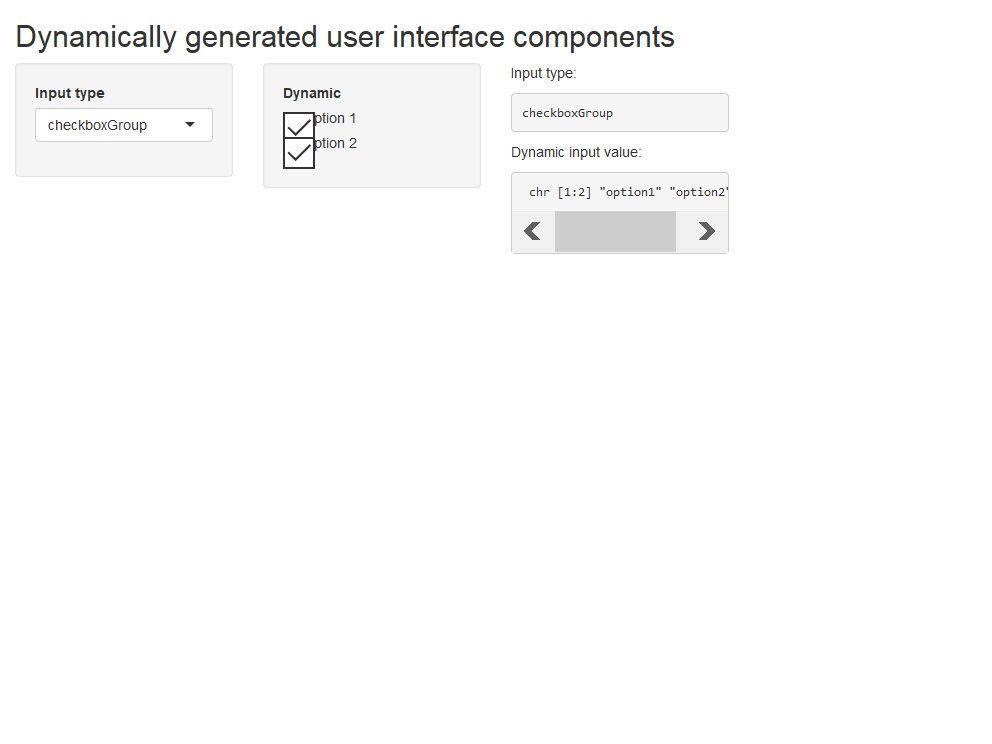 Dynamically generated user interface components
Input type
checkboxGroup
Dynamic
ption 1
ption 2
Input type:
checkboxGroup
Dynamic input value:
chr [1:2] "option1" "option2"